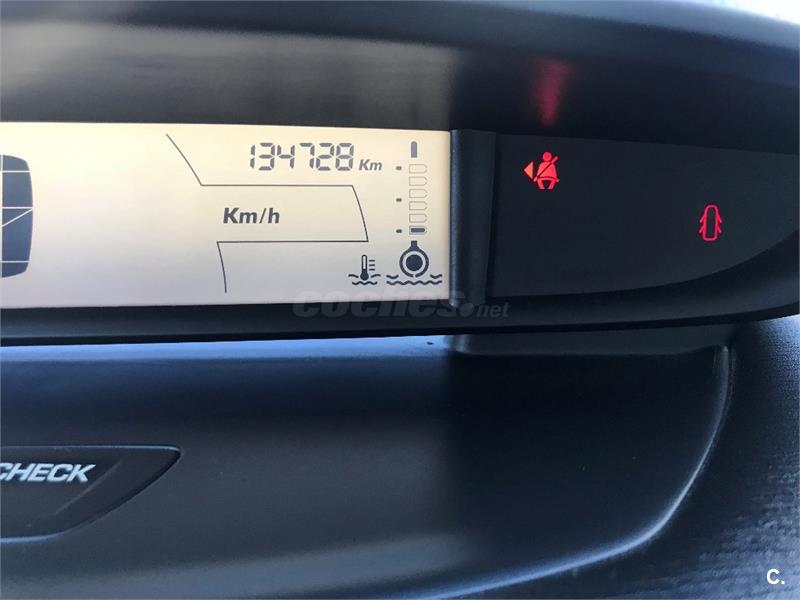 134728 Km
Km/h
coches.net
CHECK
C.